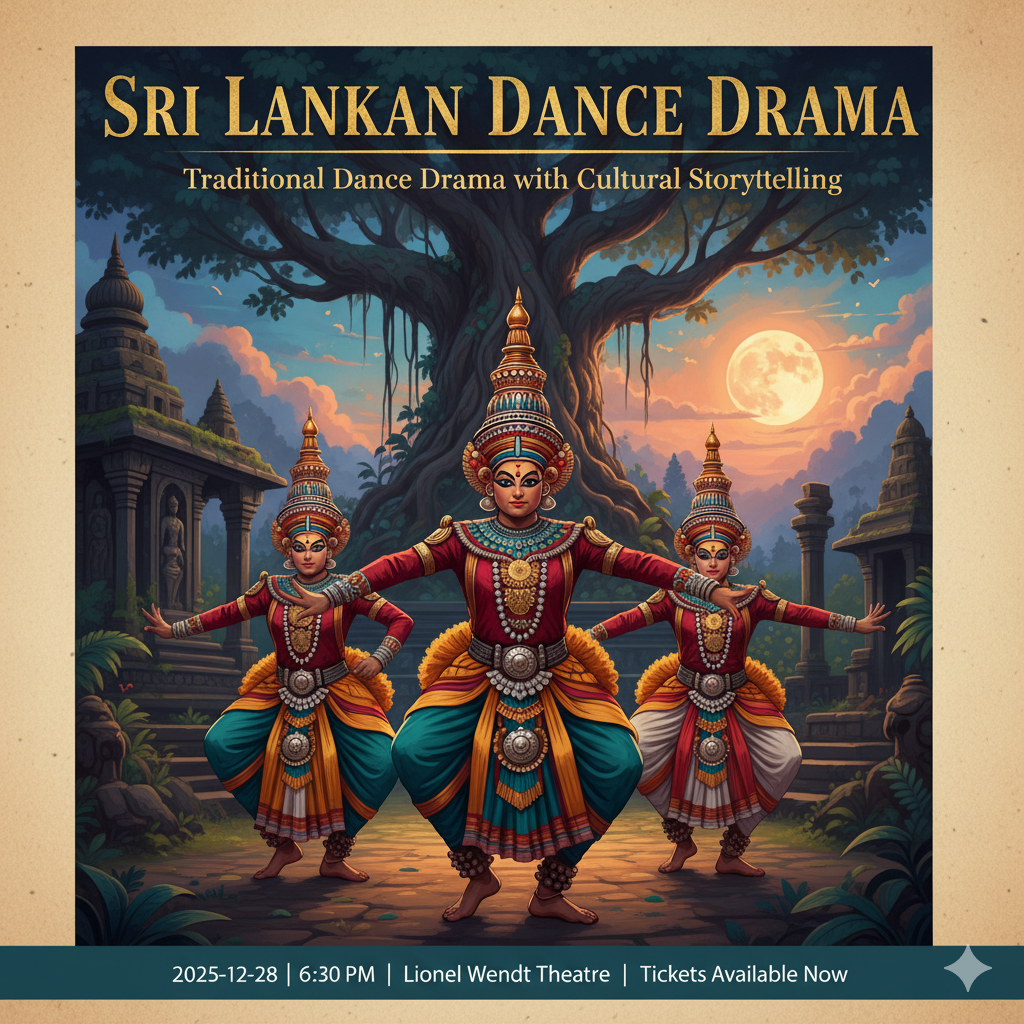 SRI LANKAN DANCE DRAMA
Traditional Dance Drama with Cultural Storyttelling
2025-12-28 | 6:30 PM | Lionel Wendt Theatre | Tickets Available Now